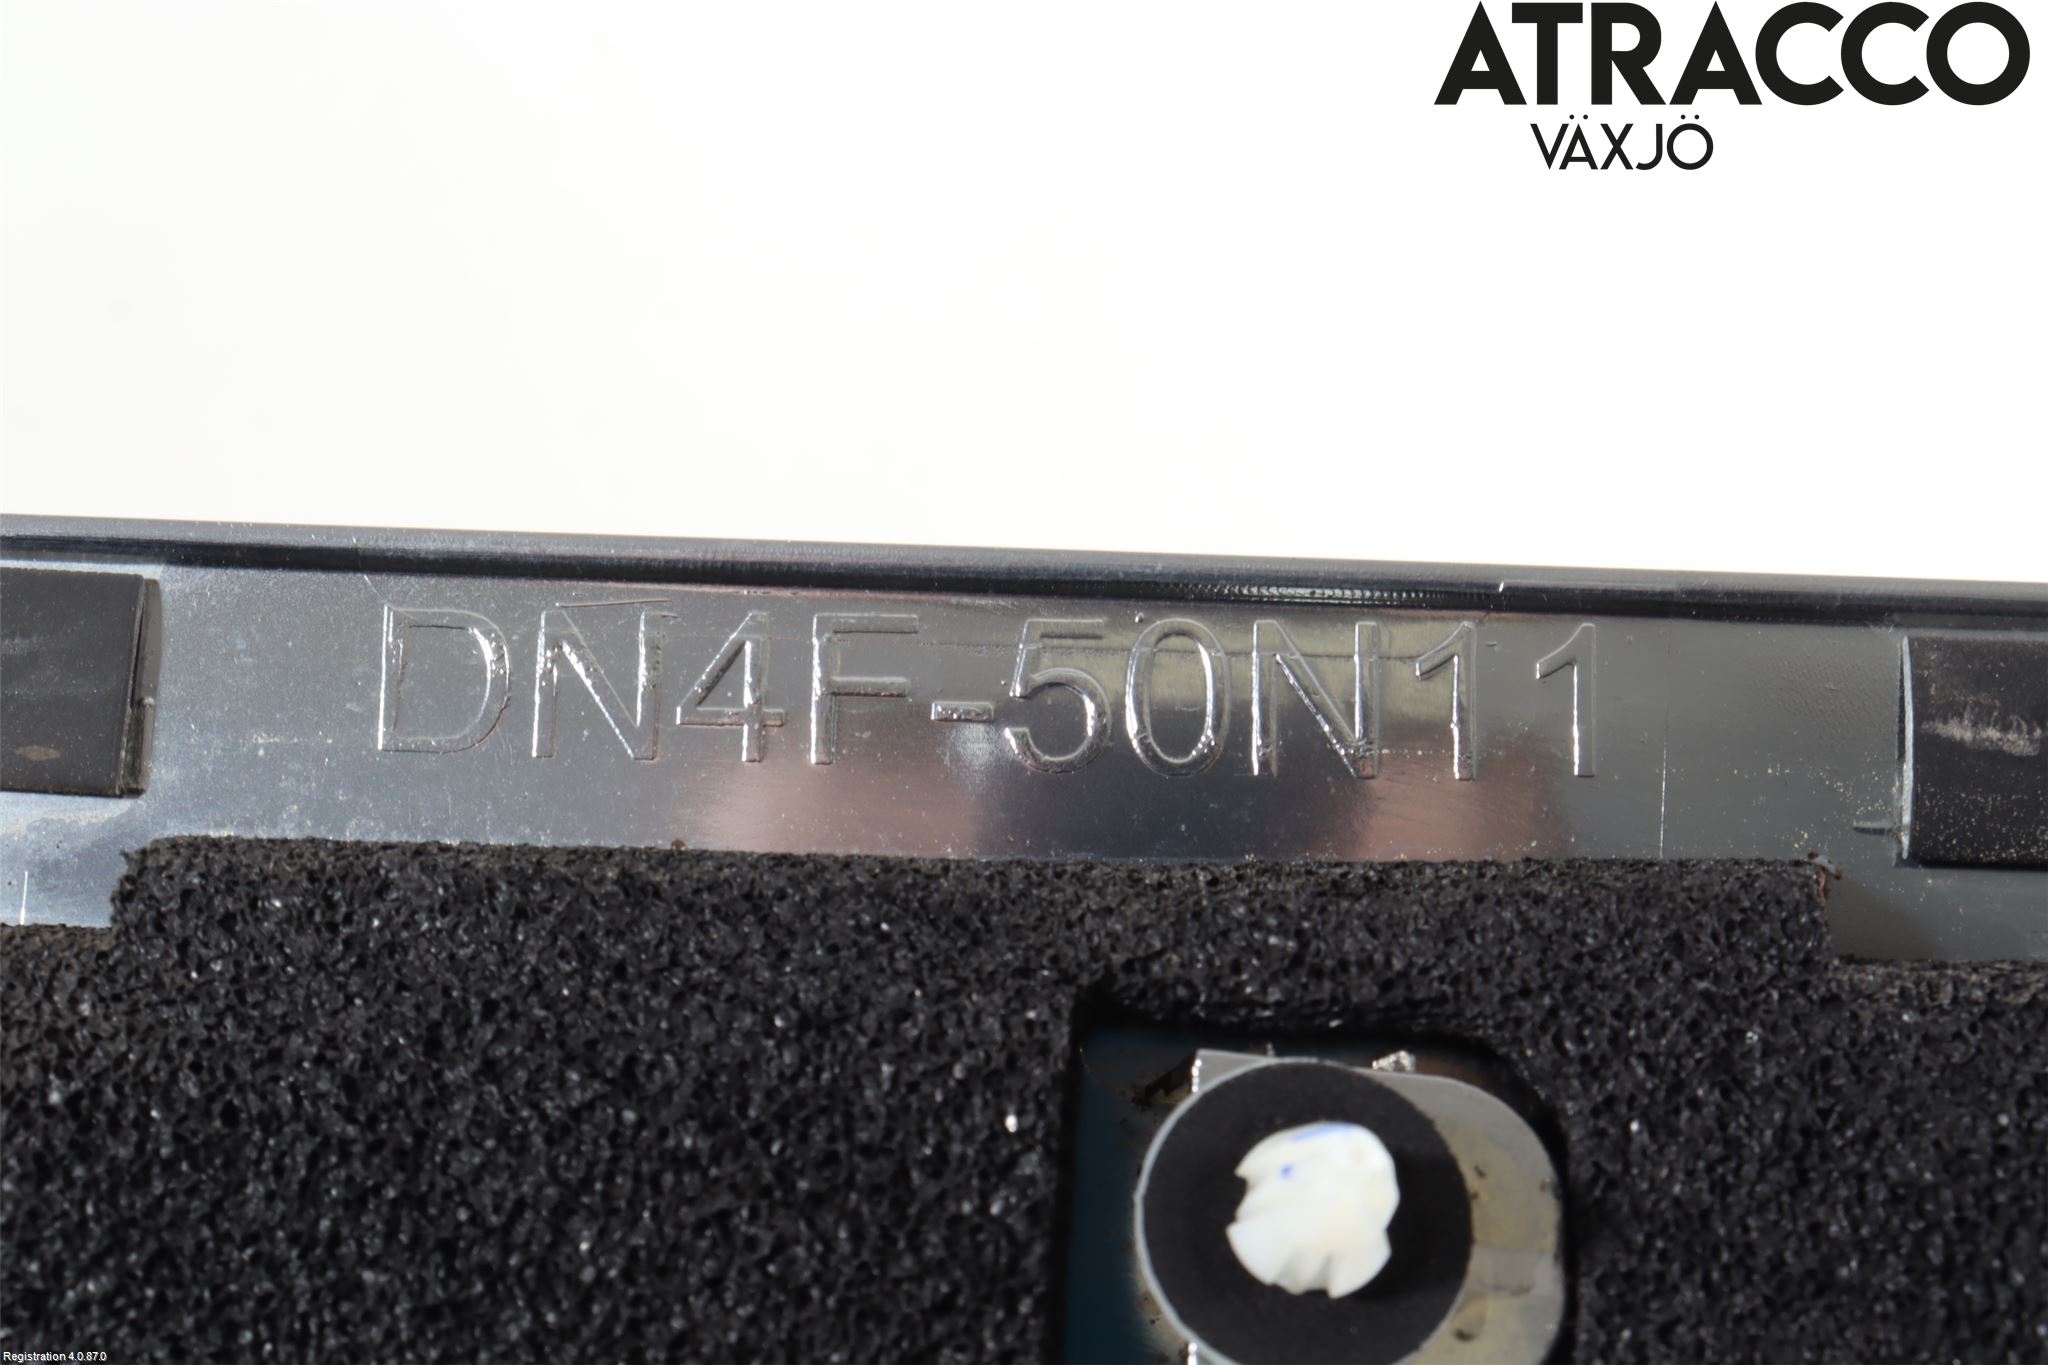 ATRACCO
VÄXJÖ
DN4F-50N11
Registration 4.0.87.0